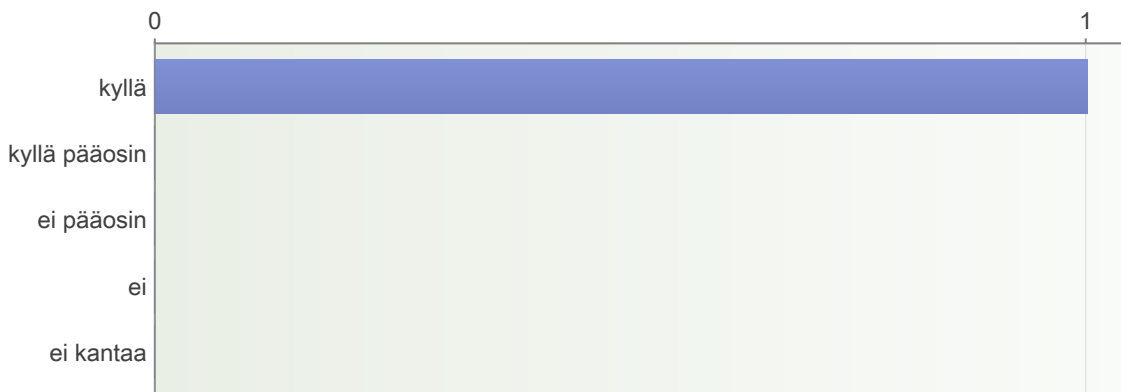 0 1
kyllä
kyllä pääosin
ei pääosin
ei
ei kantaa